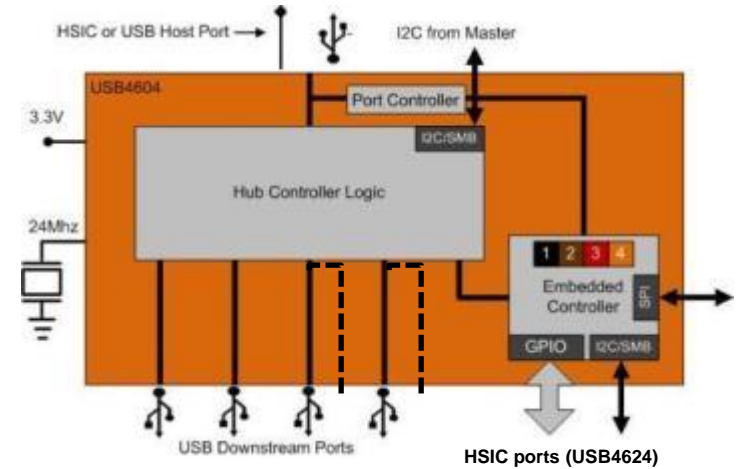 HSIC or USB Host Port
I2C from Master
USB4604
Port Controller
3.3V
I2C/SMB
Hub Controller Logic
24Mhz
1 2 3 4
Embedded
Controller
SPI
GPIO
I2C/SMB
USB Downstream Ports
HSIC ports (USB4624)